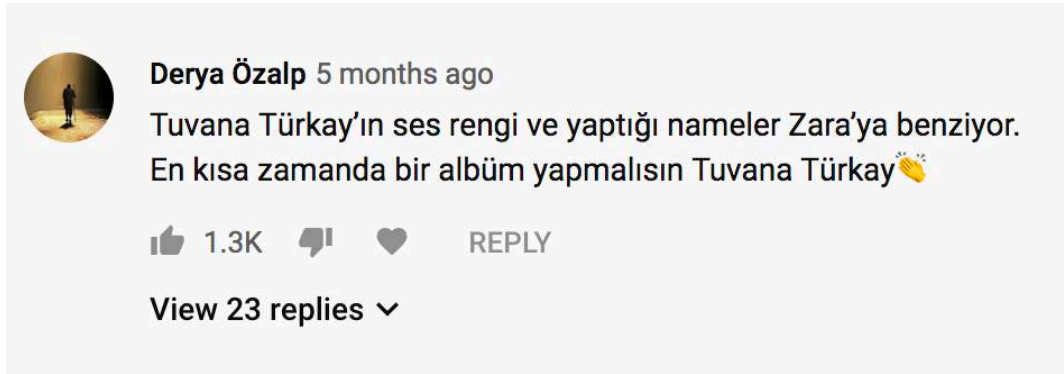 Derya Özalp 5 months ago
Tuvana Türkay’ın ses rengi ve yaptığı nameler Zara’ya benziyor.
En kısa zamanda bir albüm yapmalısın Tuvana Türkay👏
1.3K REPLY
View 23 replies